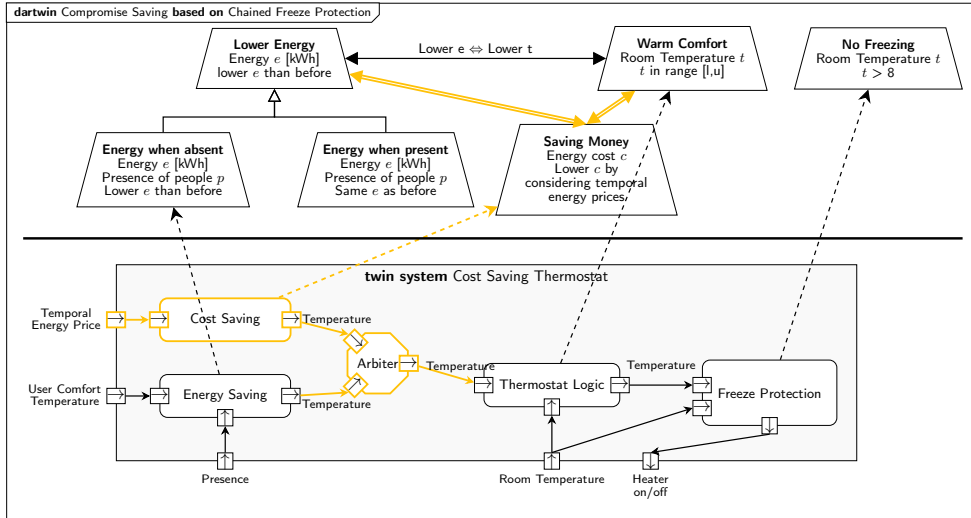 dartwin Compromise Saving based on Chained Freeze Protection
Lower Energy
Energy e [kWh]
lower e than before
Lower e ⇔ Lower t
Warm Comfort
Room Temperature t
t in range [l,u]
No Freezing
Room Temperature t
t > 8
Energy when absent
Energy e [kWh]
Presence of people p
Lower e than before
Energy when present
Energy e [kWh]
Presence of people p
Same e as before
Saving Money
Energy cost c
Lower c by
considering temporal
energy prices
twin system Cost Saving Thermostat
Temporal
Energy Price
Cost Saving
Temperature
Arbiter
Temperature
Temperature
User Comfort
Temperature
Energy Saving
Temperature
Thermostat Logic
Freeze Protection
Presence
Room Temperature
Heater
on/off